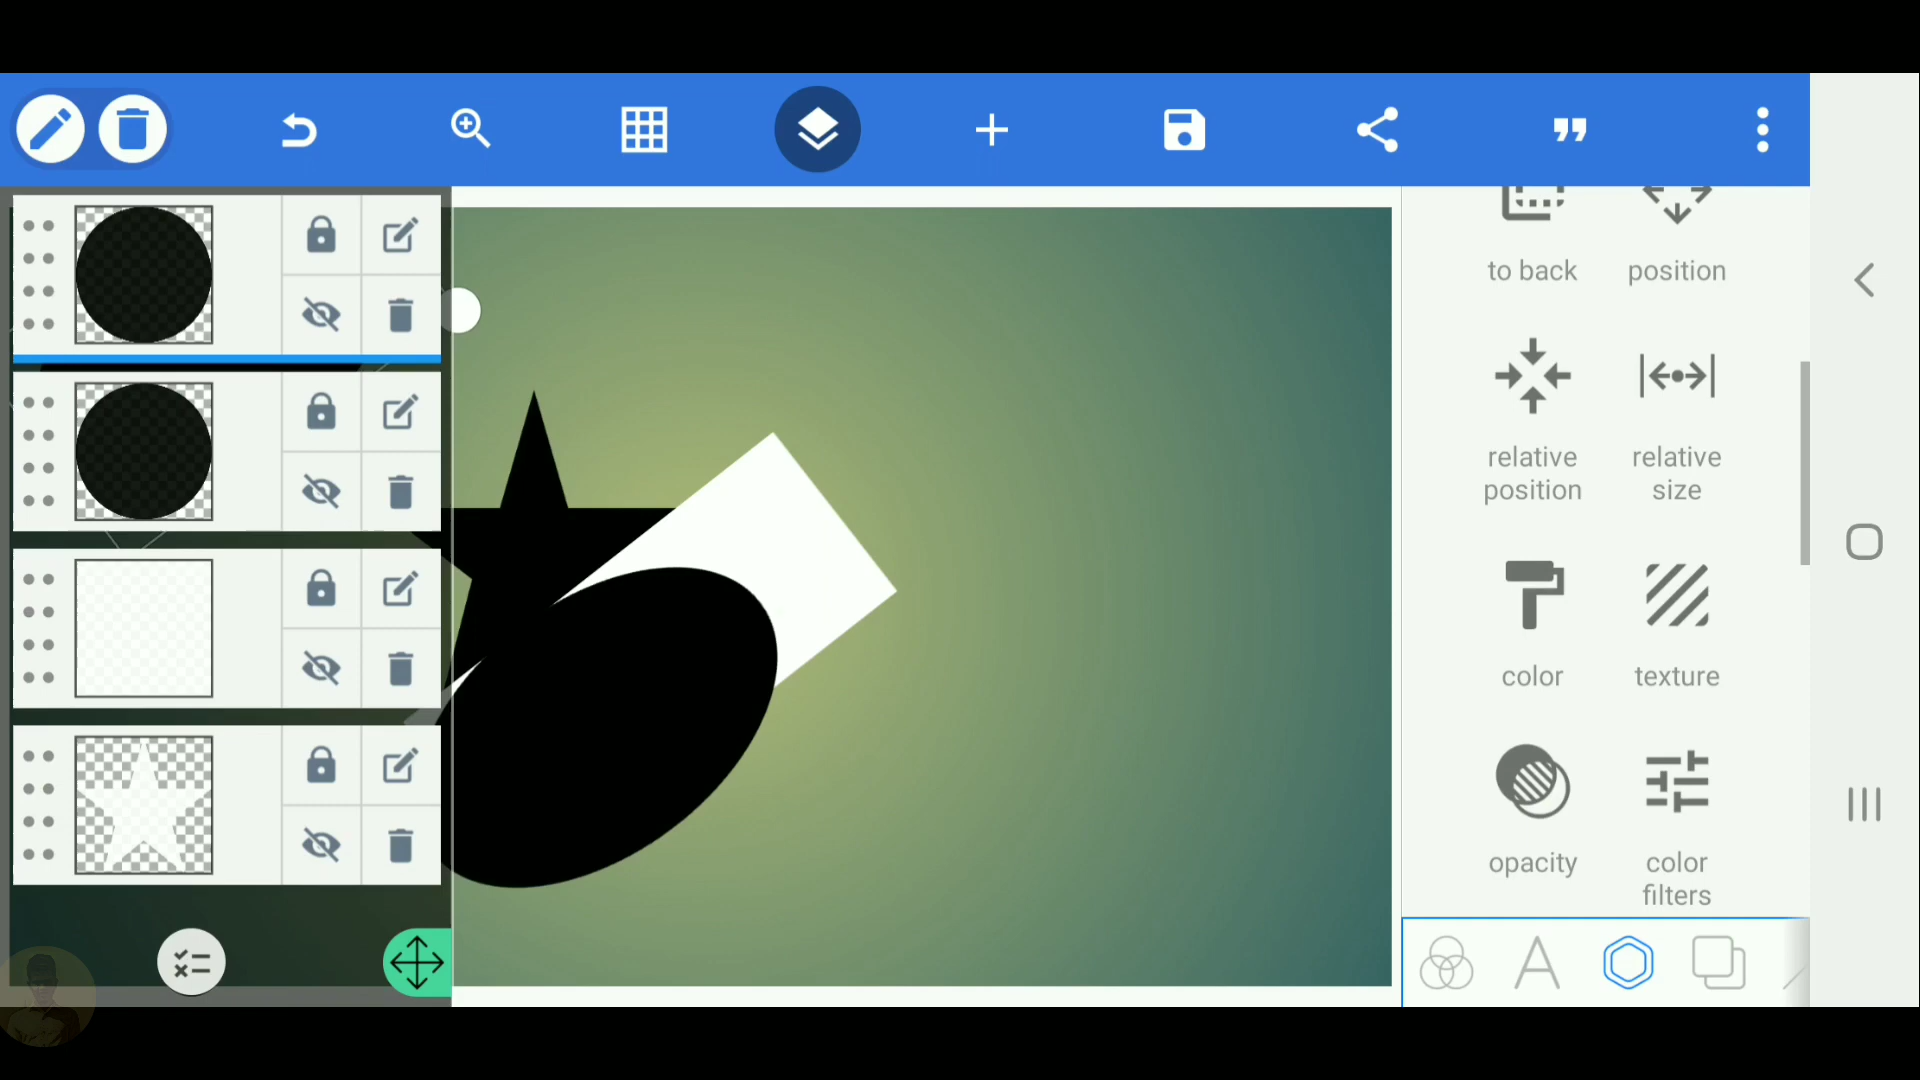 to back
position
relative
position
relative
size
color
texture
opacity
color
filters